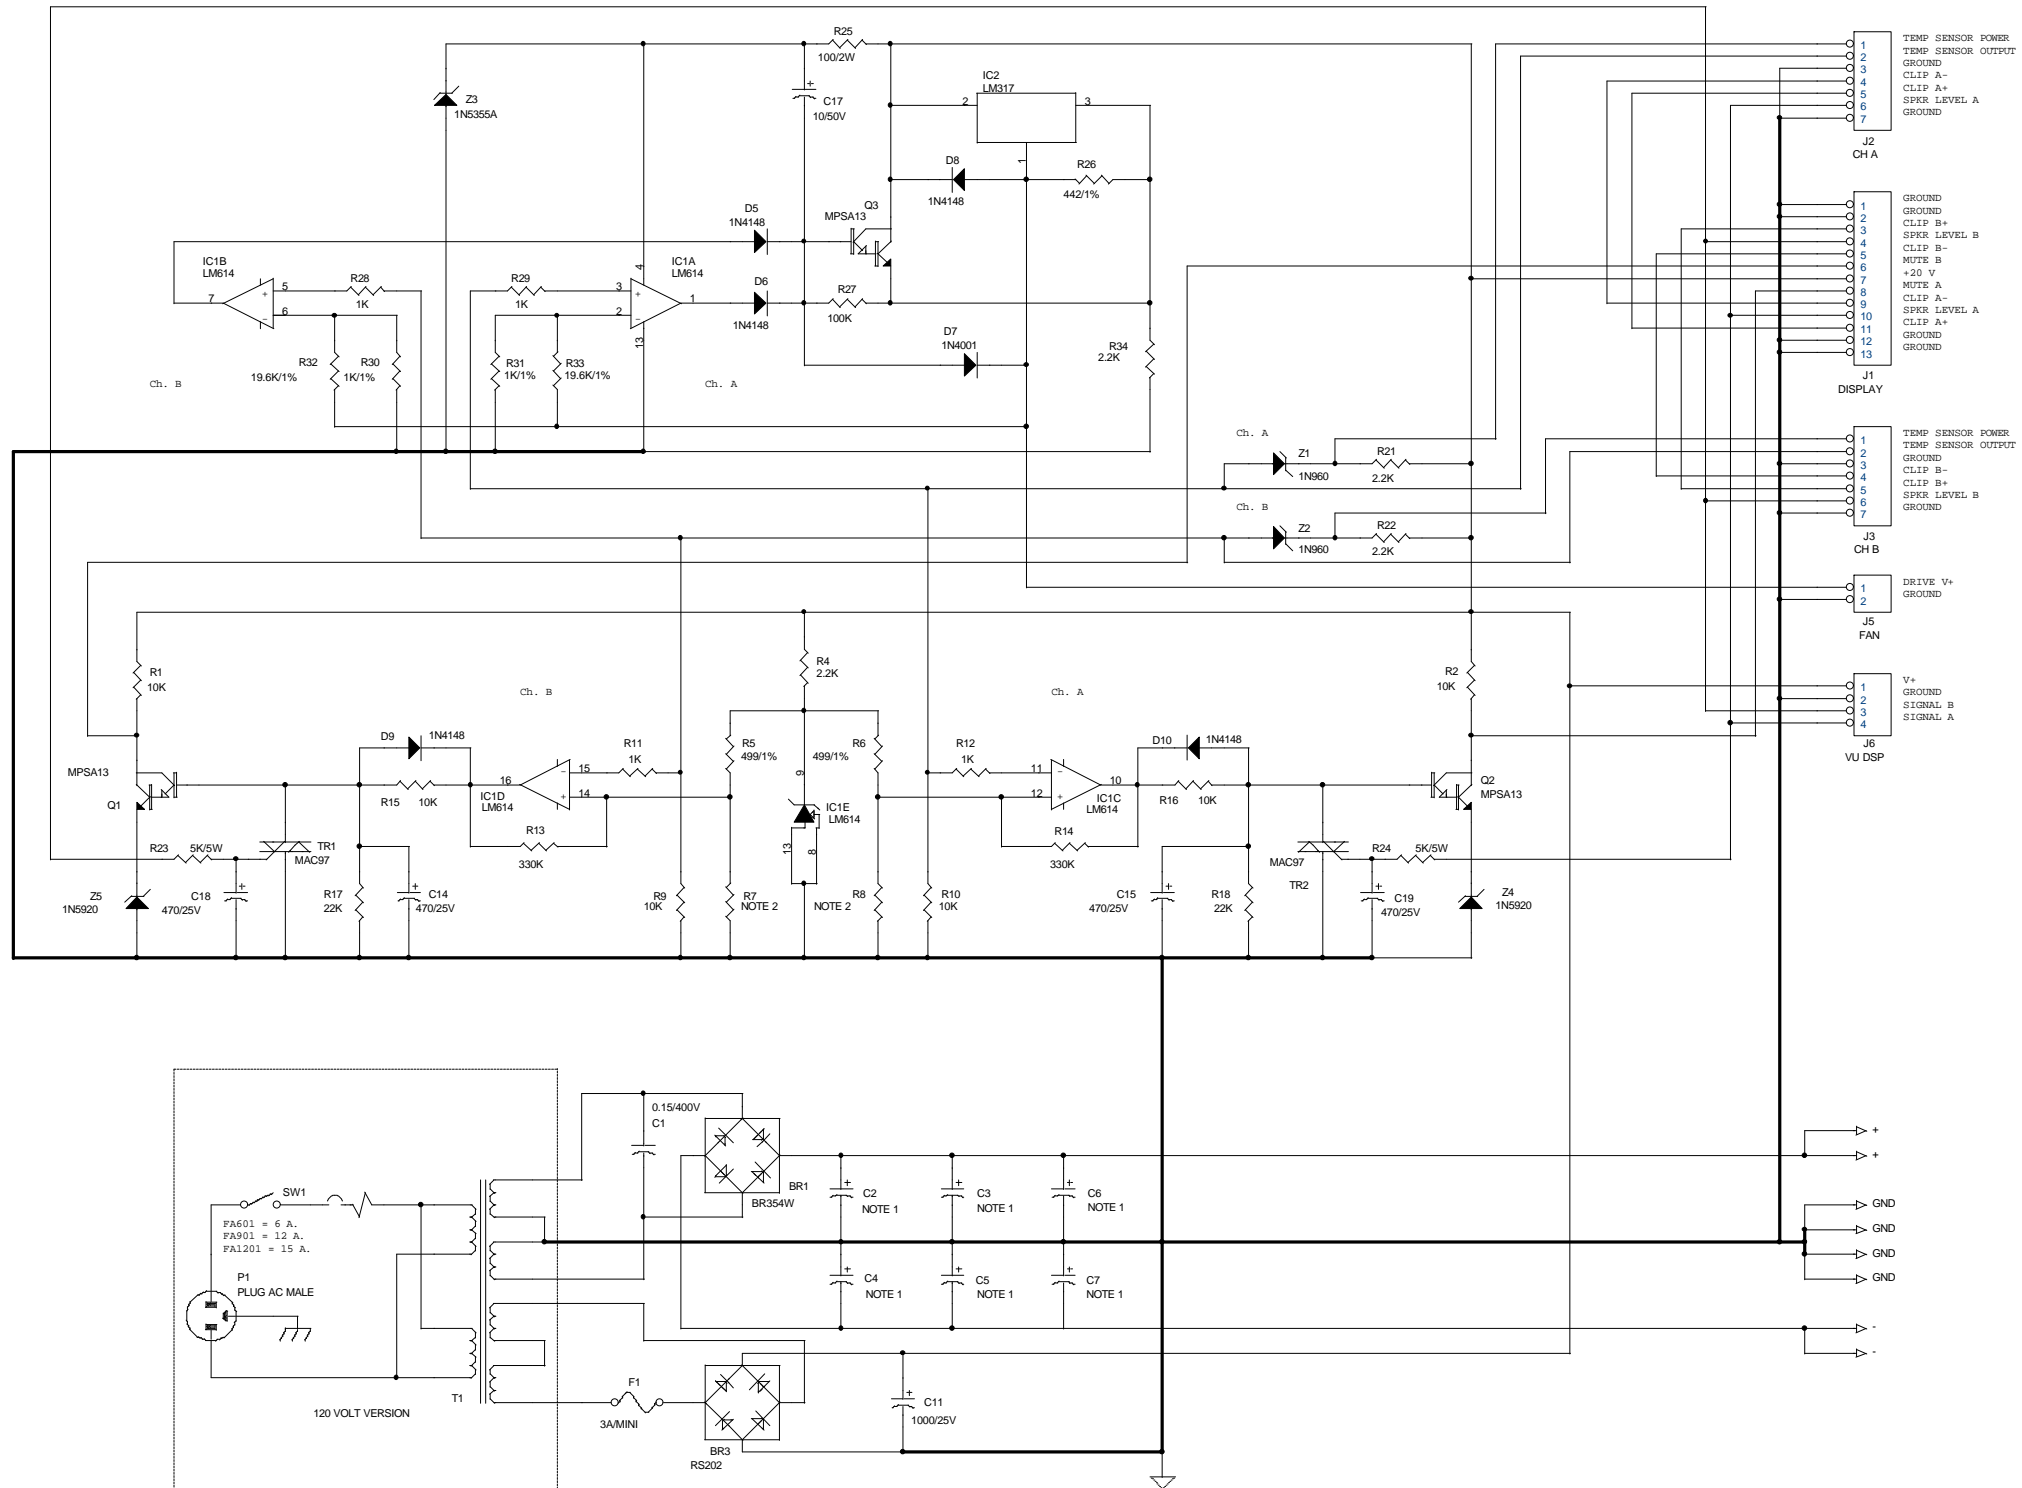 R25
100/2W
Z3
1N5355A
C17
10/50V
+
IC2
LM317
2
3
1
D8
1N4148
R26
442/1%
D5
1N4148
Q3
MPSA13
IC1B
LM614
7
5
6
+
-
R28
1K
R29
1K
IC1A
LM614
4
3
2
1
13
+
-
D6
1N4148
R27
100K
D7
1N4001
R34
2.2K
R32
19.6K/1%
R30
1K/1%
R31
1K/1%
R33
19.6K/1%
Ch. B
Ch. A
Ch. A
Z1
1N960
R21
2.2K
Ch. B
Z2
1N960
R22
2.2K
1 TEMP SENSOR POWER
2 TEMP SENSOR OUTPUT
3 GROUND
4 CLIP A-
5 CLIP A+
6 SPKR LEVEL A
7 GROUND
J2
CH A
1 GROUND
2 GROUND
3 CLIP B+
4 SPKR LEVEL B
5 CLIP B-
6 MUTE B
7 +20 V
8 MUTE A
9 CLIP A-
10 SPKR LEVEL A
11 CLIP A+
12 GROUND
13 GROUND
J1
DISPLAY
1 TEMP SENSOR POWER
2 TEMP SENSOR OUTPUT
3 GROUND
4 CLIP B-
5 CLIP B+
6 SPKR LEVEL B
7 GROUND
J3
CH B
1 DRIVE V+
2 GROUND
J5
FAN
1 V+
2 GROUND
3 SIGNAL B
4 SIGNAL A
J6
VU DSP
R1
10K
Ch. B
R4
2.2K
Ch. A
R2
10K
MPSA13
Q1
D9
1N4148
R15
10K
16
IC1D
LM614
15
14
-
+
R11
1K
R13
330K
R5
499/1%
R6
499/1%
9
IC1E
LM614
13
8
R12
1K
11
12
-
+
10
IC1C
LM614
R14
330K
D10
1N4148
R16
10K
Q2
MPSA13
R23
5K/5W
TR1
MAC97
Z5
1N5920
C18
470/25V
+
R17
22K
C14
470/25V
+
R9
10K
R7
NOTE 2
R8
NOTE 2
R10
10K
C15
470/25V
+
R18
22K
MAC97
TR2
R24
5K/5W
C19
470/25V
+
Z4
1N5920
0.15/400V
C1
BR1
BR354W
C2
NOTE 1
+
C3
NOTE 1
+
C6
NOTE 1
+
C4
NOTE 1
+
C5
NOTE 1
+
C7
NOTE 1
+
SW1
FA601 = 6 A.
FA901 = 12 A.
FA1201 = 15 A.
P1
PLUG AC MALE
T1
120 VOLT VERSION
F1
3A/MINI
BR3
RS202
C11
1000/25V
+
+
+
GND
GND
GND
GND
-
-